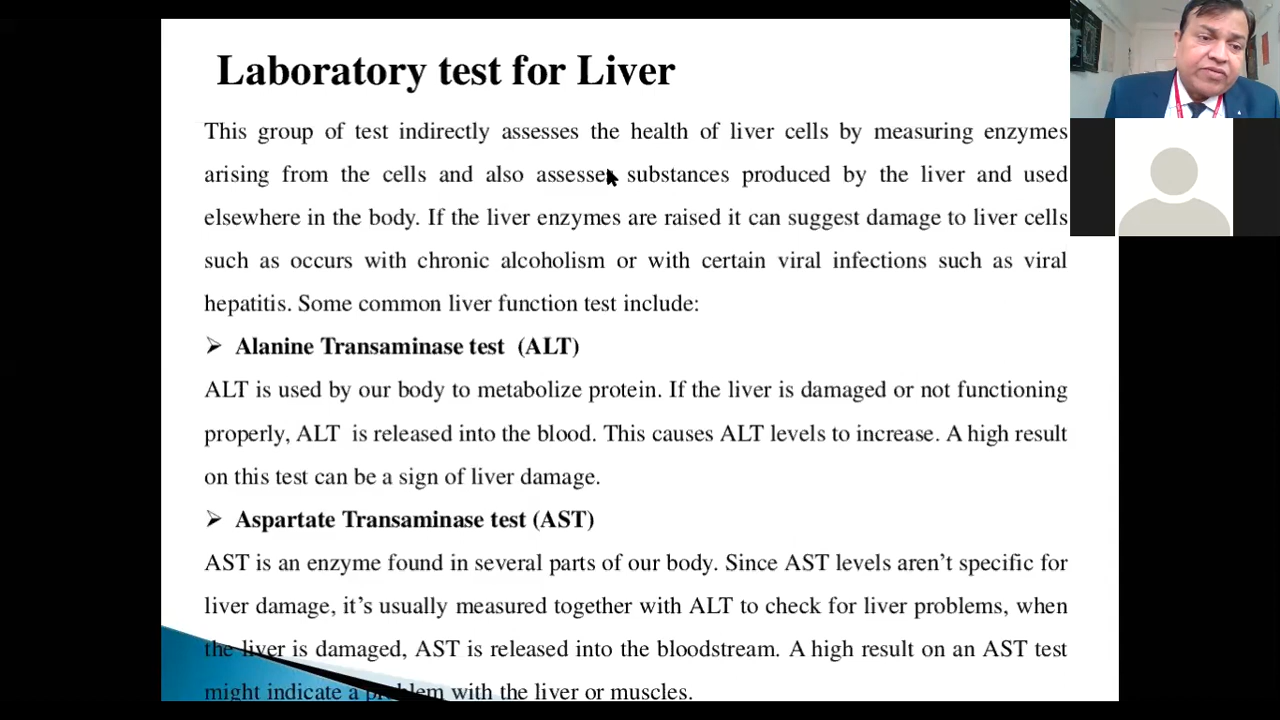 Laboratory test for Liver
This group of test indirectly assesses the health of liver cells by measuring enzymes
arising from the cells and also assesses substances produced by the liver and used
elsewhere in the body. If the liver enzymes are raised it can suggest damage to liver cells
such as occurs with chronic alcoholism or with certain viral infections such as viral
hepatitis. Some common liver function test include:
➢ Alanine Transaminase test (ALT)
ALT is used by our body to metabolize protein. If the liver is damaged or not functioning
properly, ALT is released into the blood. This causes ALT levels to increase. A high result
on this test can be a sign of liver damage.
➢ Aspartate Transaminase test (AST)
AST is an enzyme found in several parts of our body. Since AST levels aren’t specific for
liver damage, it’s usually measured together with ALT to check for liver problems, when
the liver is damaged, AST is released into the bloodstream. A high result on an AST test
might indicate a problem with the liver or muscles.